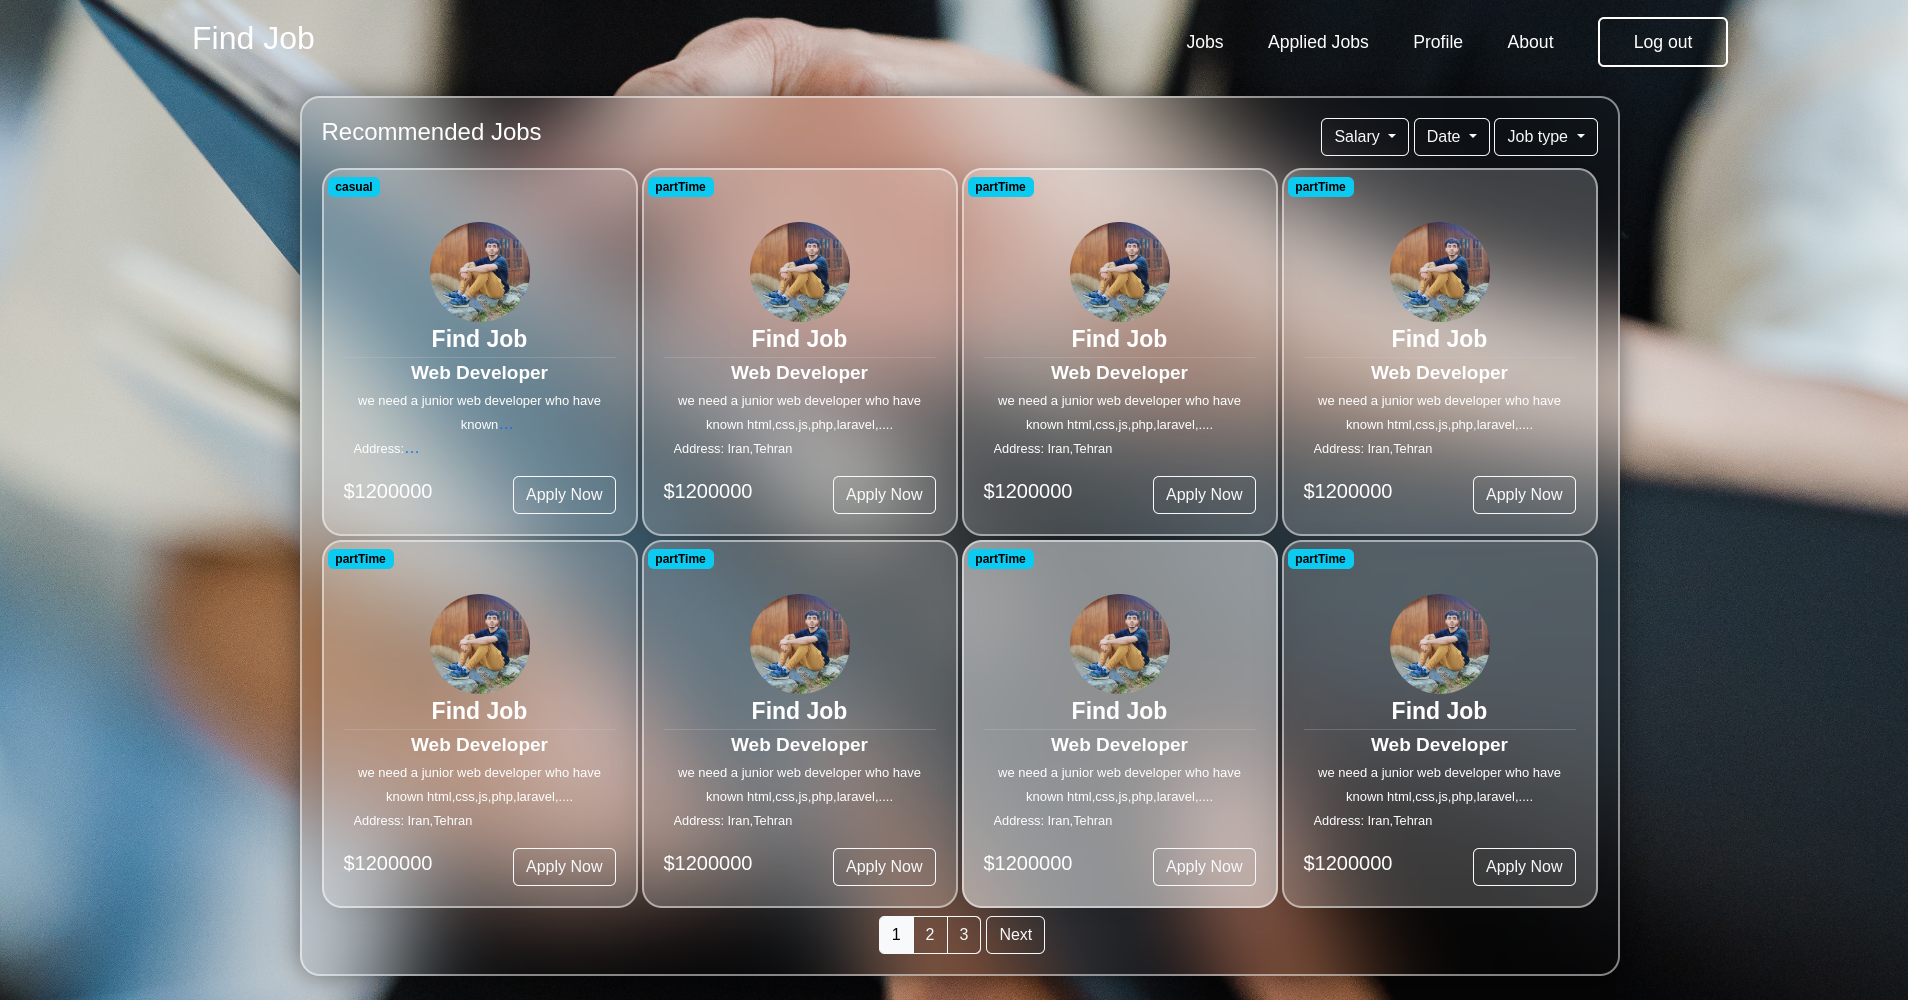 Find Job
Jobs
Applied Jobs
Profile
About
Log out
Recommended Jobs
Salary
Date
Job type
casual
Find Job
Web Developer
we need a junior web developer who have
known...
Address:...
$1200000
Apply Now
partTime
Find Job
Web Developer
we need a junior web developer who have
known html,css,js,php,laravel,....
Address: Iran,Tehran
$1200000
Apply Now
partTime
Find Job
Web Developer
we need a junior web developer who have
known html,css,js,php,laravel,....
Address: Iran,Tehran
$1200000
Apply Now
partTime
Find Job
Web Developer
we need a junior web developer who have
known html,css,js,php,laravel,....
Address: Iran,Tehran
$1200000
Apply Now
partTime
Find Job
Web Developer
we need a junior web developer who have
known html,css,js,php,laravel,....
Address: Iran,Tehran
$1200000
Apply Now
partTime
Find Job
Web Developer
we need a junior web developer who have
known html,css,js,php,laravel,....
Address: Iran,Tehran
$1200000
Apply Now
partTime
Find Job
Web Developer
we need a junior web developer who have
known html,css,js,php,laravel,....
Address: Iran,Tehran
$1200000
Apply Now
partTime
Find Job
Web Developer
we need a junior web developer who have
known html,css,js,php,laravel,....
Address: Iran,Tehran
$1200000
Apply Now
1
2
3
Next